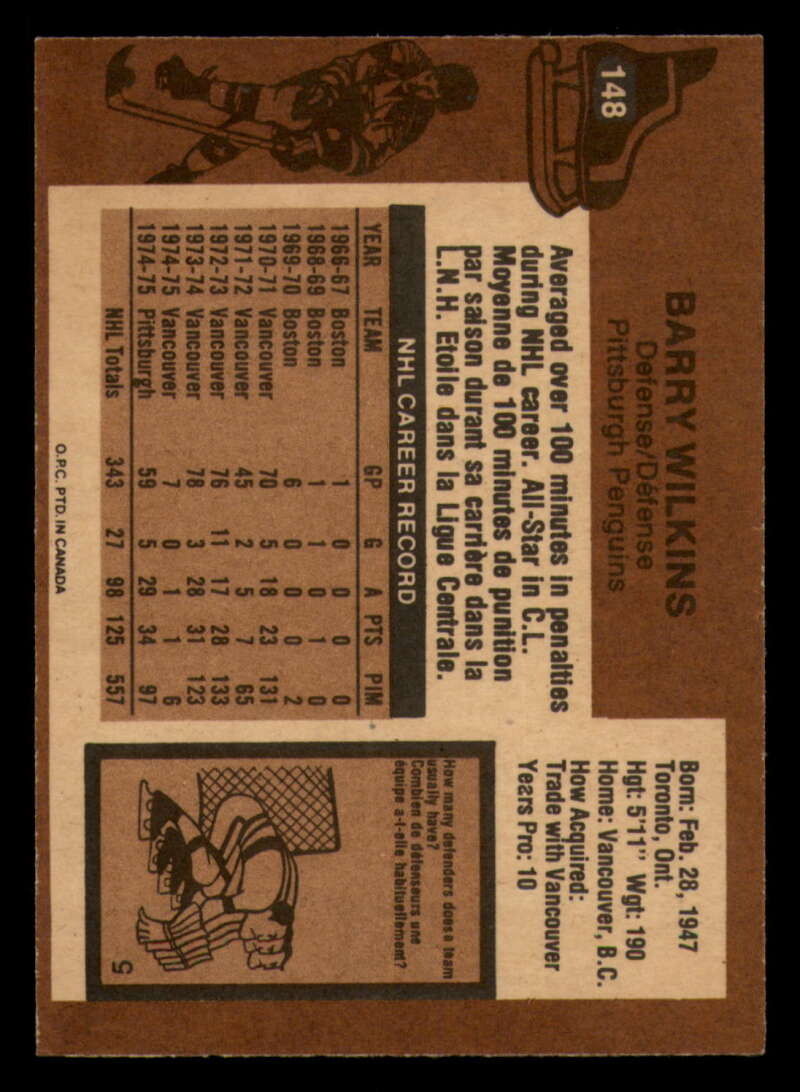 148
BARRY WILKINS
Defense/Défense
Pittsburgh Penguins
Born: Feb. 28, 1947
Toronto, Ont.
Hgt: 5'11" Wgt: 190
Home: Vancouver, B.C.
How Acquired:
Trade with Vancouver
Years Pro: 10
Averaged over 100 minutes in penalties
during NHL career. All-Star in C.L.
Moyenne de 100 minutes de punition
par saison durant sa carrière dans la
L.N.H. Etoile dans la Ligue Centrale.
NHL CAREER RECORD
YEAR TEAM GP G A PTS PIM
1966-67 Boston 1 0 0 0 0
1968-69 Boston 1 1 0 1 0
1969-70 Boston 6 0 0 0 2
1970-71 Vancouver 70 5 18 23 131
1971-72 Vancouver 45 2 5 7 65
1972-73 Vancouver 76 11 17 28 133
1973-74 Vancouver 78 3 28 31 123
1974-75 Vancouver 7 0 1 1 6
1974-75 Pittsburgh 59 5 29 34 97
NHL Totals 343 27 98 125 557
How many defenders does a team
usually have?
Combien de défenseurs une
équipe a-t-elle habituellement?
5
O.P.C. PTD. IN CANADA